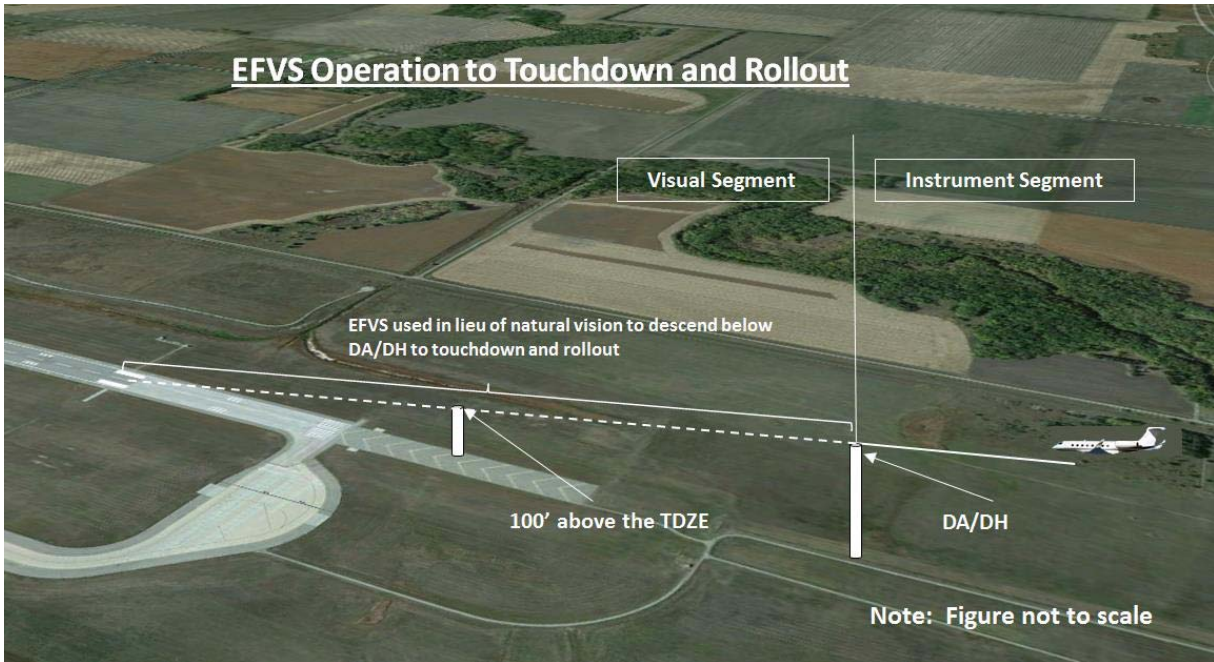 EFVS Operation to Touchdown and Rollout
Visual Segment
Instrument Segment
EFVS used in lieu of natural vision to descend below
DA/DH to touchdown and rollout
100’ above the TDZE
DA/DH
Note:  Figure not to scale